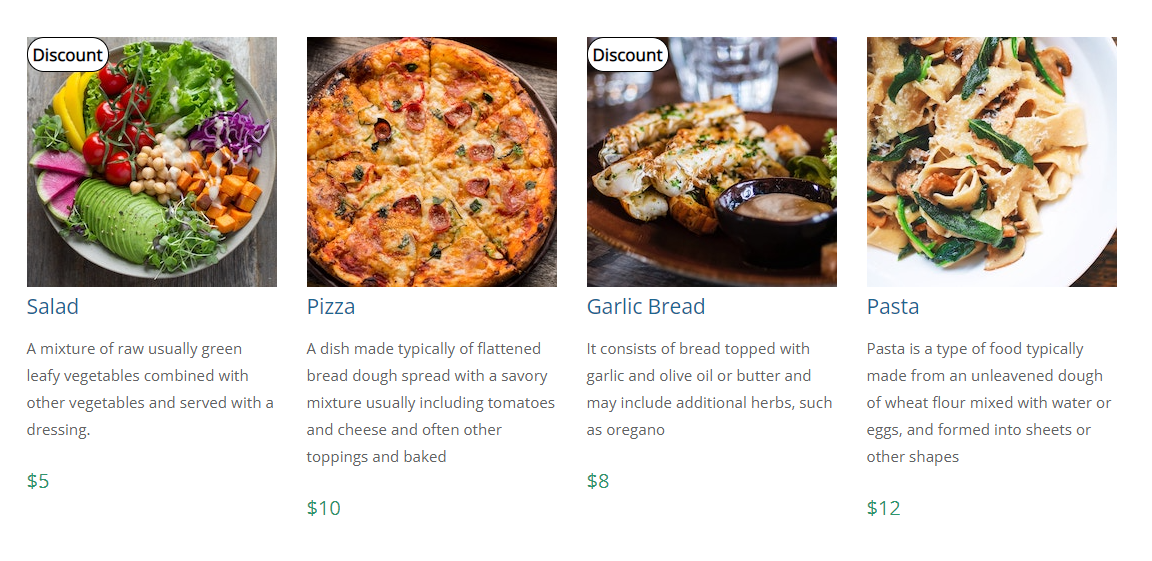 Discount
Salad
A mixture of raw usually green
leafy vegetables combined with
other vegetables and served with a
dressing.
$5
Pizza
A dish made typically of flattened
bread dough spread with a savory
mixture usually including tomatoes
and cheese and often other
toppings and baked
$10
Discount
Garlic Bread
It consists of bread topped with
garlic and olive oil or butter and
may include additional herbs, such
as oregano
$8
Pasta
Pasta is a type of food typically
made from an unleavened dough
of wheat flour mixed with water or
eggs, and formed into sheets or
other shapes
$12